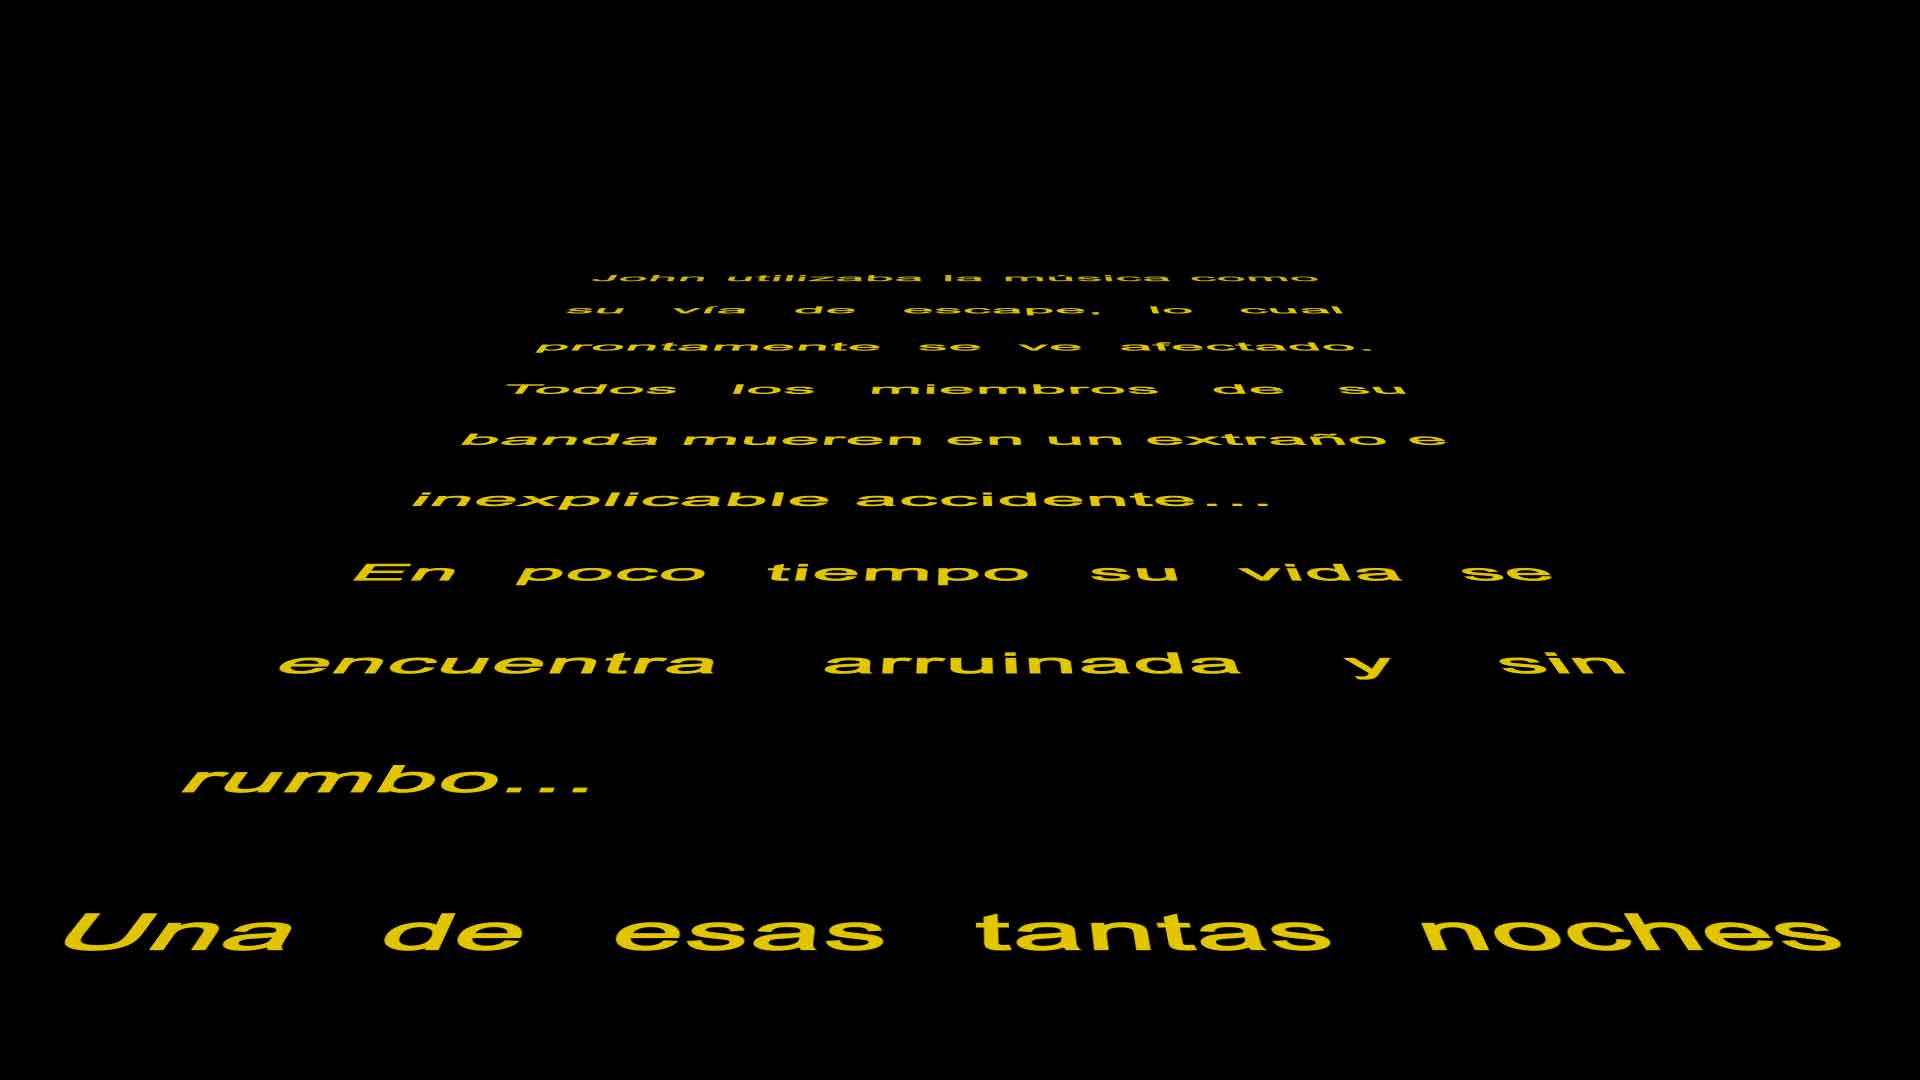 John utilizaba la música como
su vía de escape, lo cual
prontamente se ve afectado.
Todos los miembros de su
banda mueren en un extraño e
inexplicable accidente...
En poco tiempo su vida se
encuentra arruinada y sin
rumbo...
Una de esas tantas noches